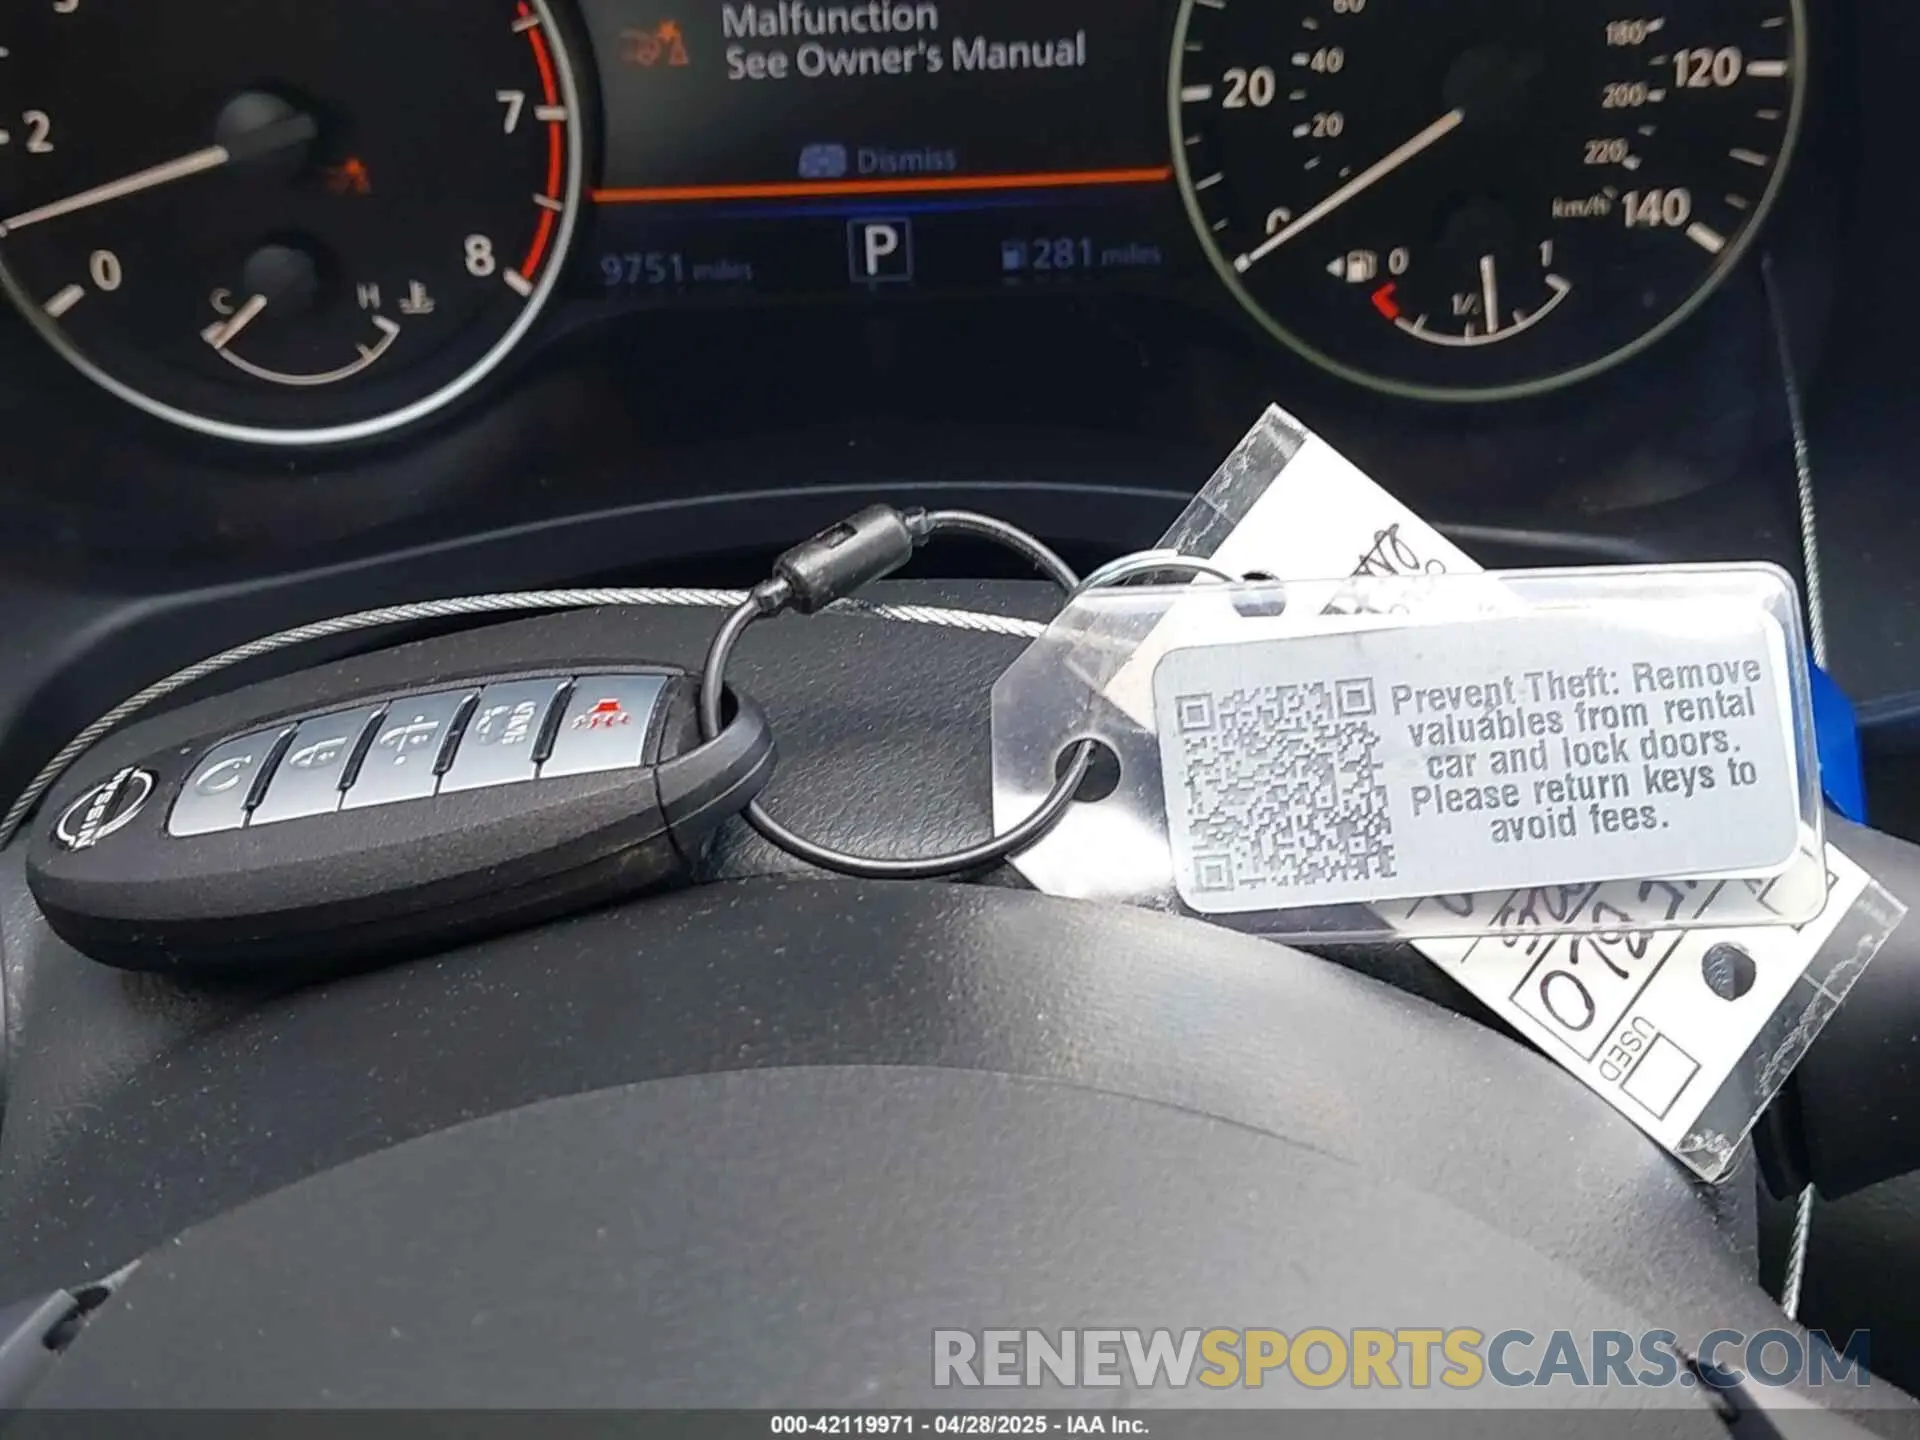 Malfunction
See Owner's Manual
Dismiss
9751 miles
P
281 miles
2
0
7
8
C
H
20
0
40
20
180
200
220
km/h
120
140
0
1
NISSAN
Prevent Theft: Remove
valuables from rental
car and lock doors.
Please return keys to
avoid fees.
USED
RENEWSPORTSCARS.COM
000-42119971 - 04/28/2025 - IAA Inc.